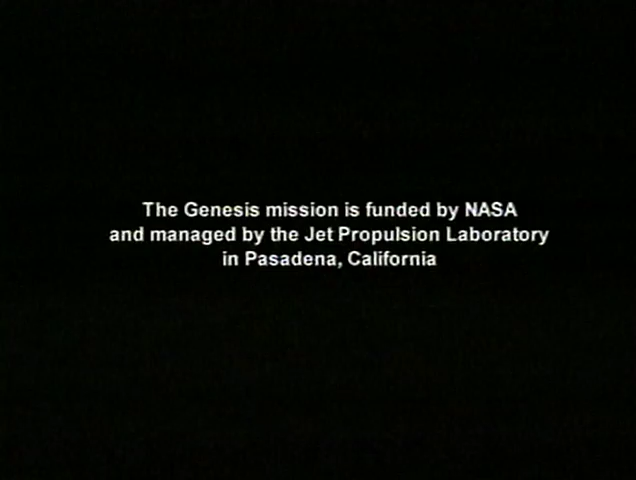 The Genesis mission is funded by NASA
and managed by the Jet Propulsion Laboratory
in Pasadena, California